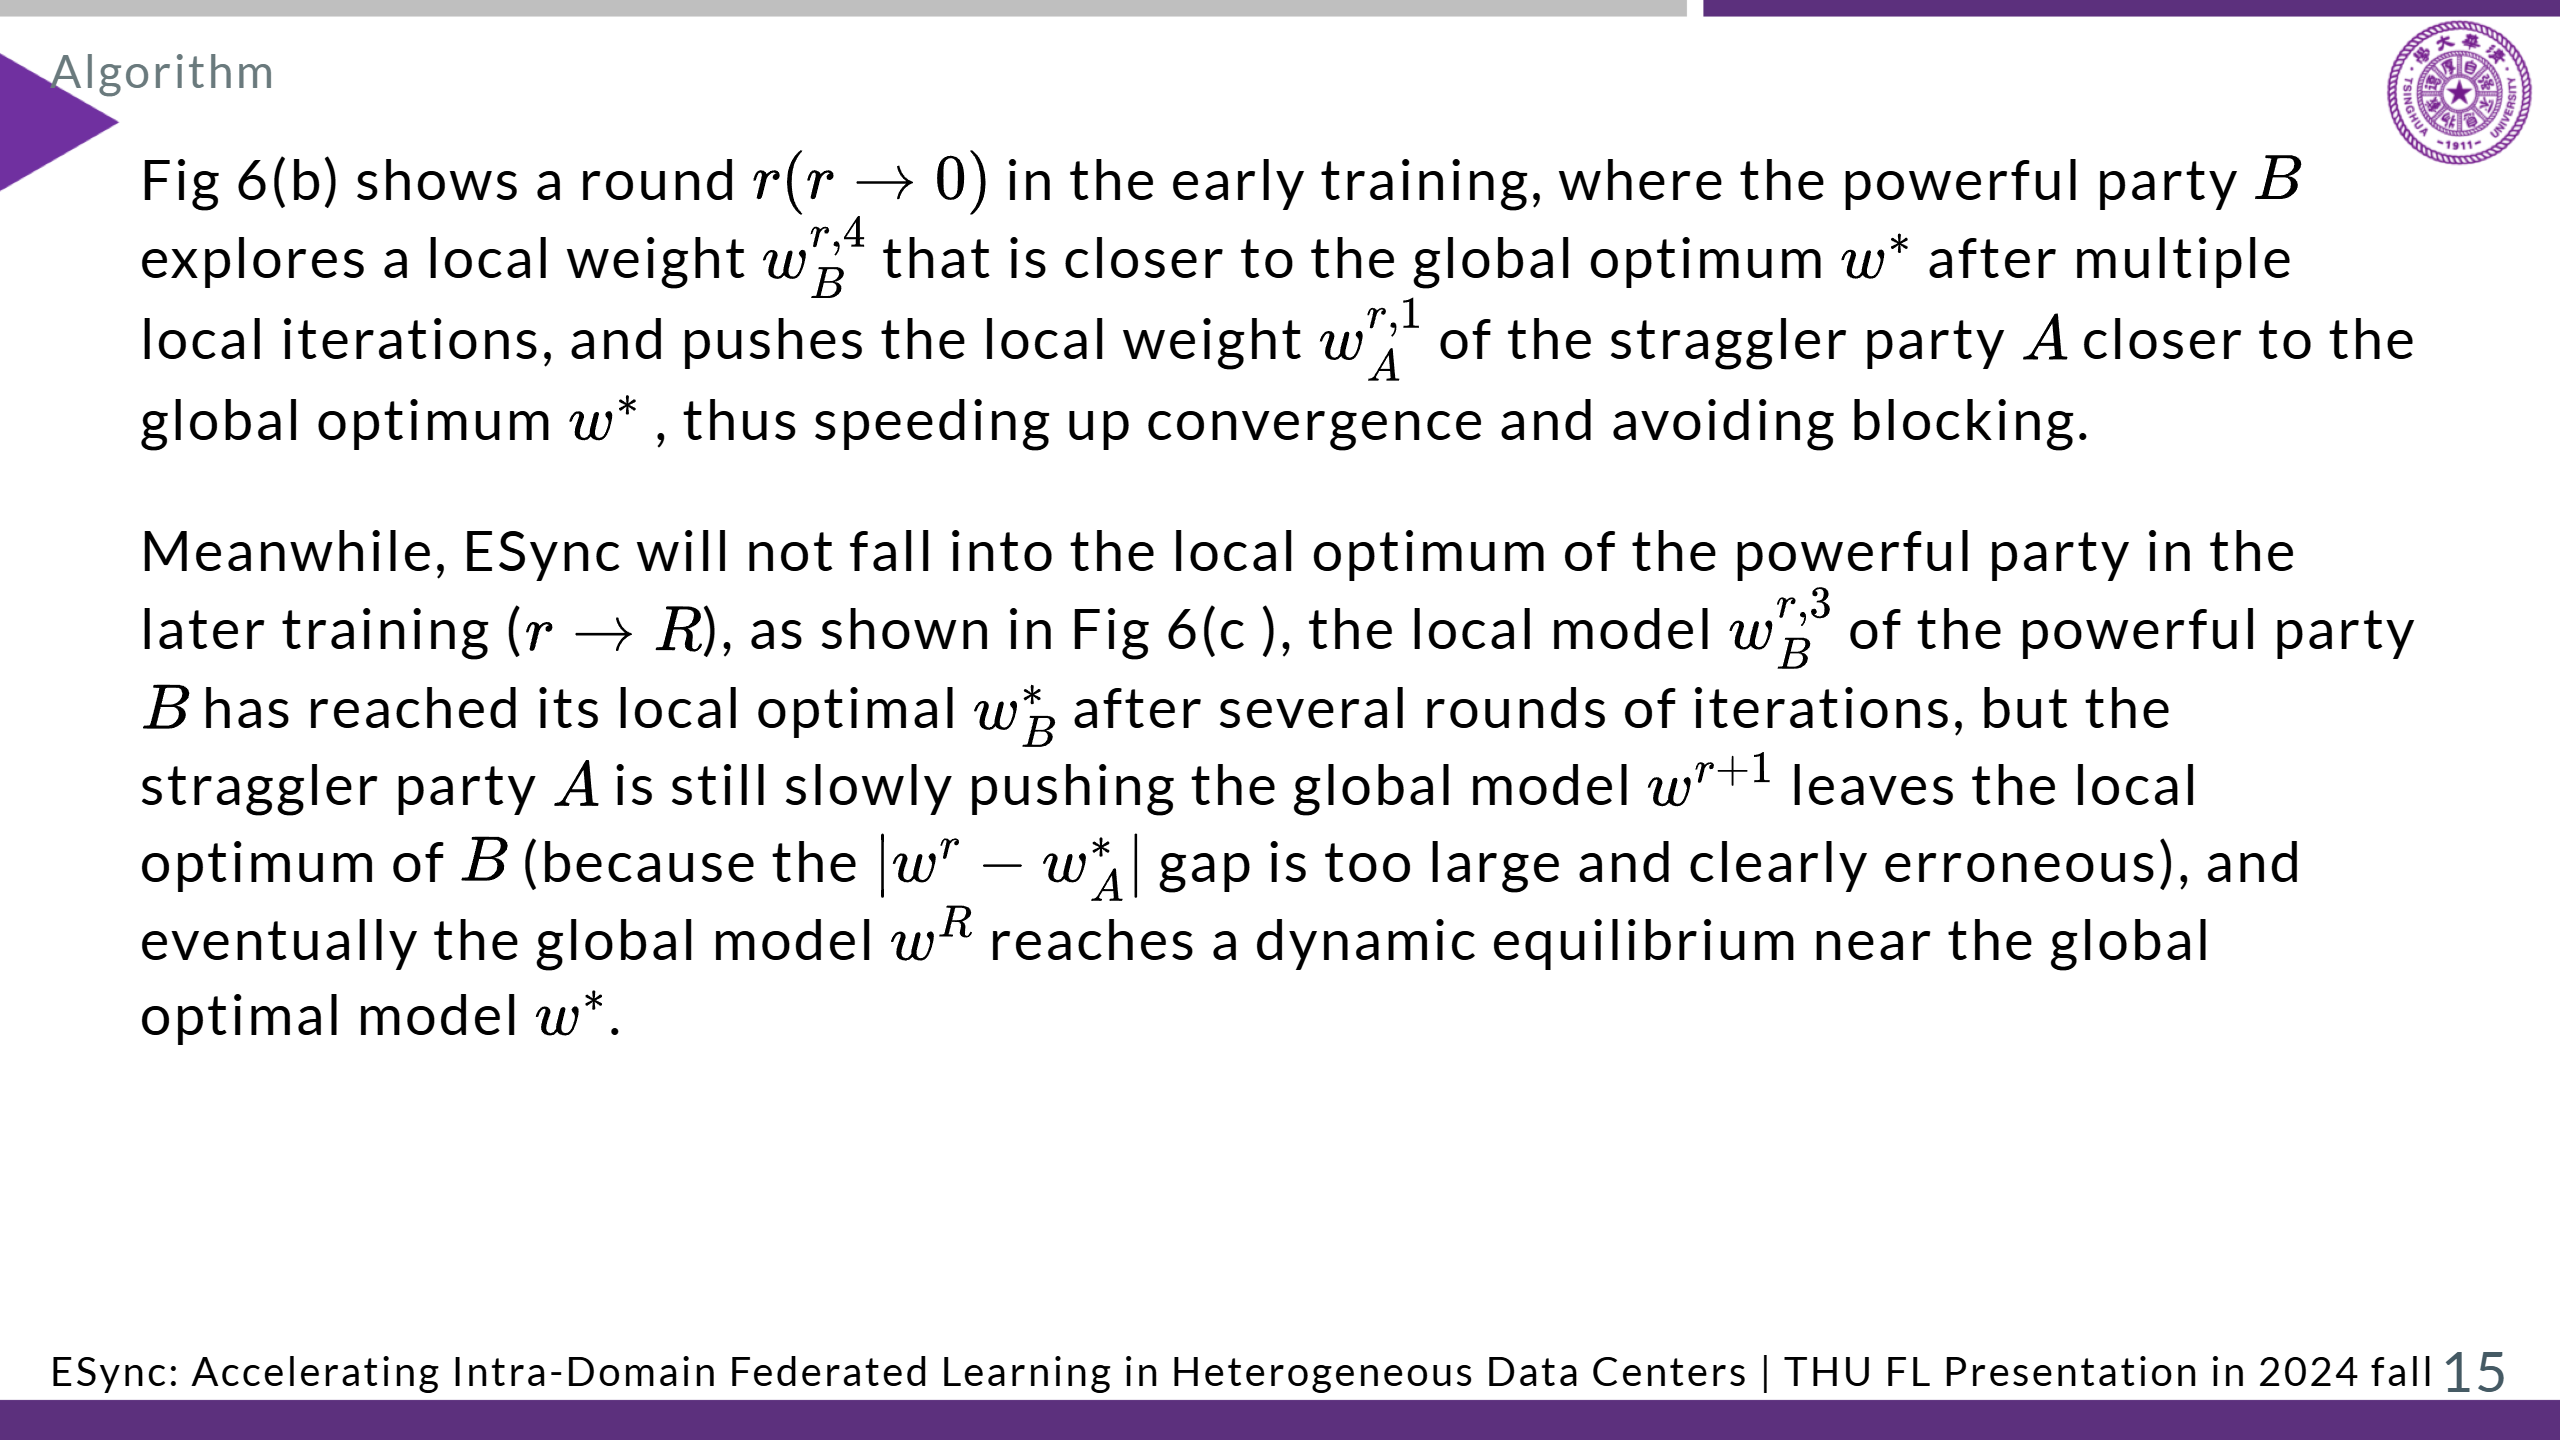 Algorithm
Fig 6(b) shows a round r(r → 0) in the early training, where the powerful party B
explores a local weight w_B^{r,4} that is closer to the global optimum w^* after multiple
local iterations, and pushes the local weight w_A^{r,1} of the straggler party A closer to the
global optimum w^* , thus speeding up convergence and avoiding blocking.
Meanwhile, ESync will not fall into the local optimum of the powerful party in the
later training (r → R), as shown in Fig 6(c ), the local model w_B^{r,3} of the powerful party
B has reached its local optimal w_B^* after several rounds of iterations, but the
straggler party A is still slowly pushing the global model w^{r+1} leaves the local
optimum of B (because the |w^r − w_A^*| gap is too large and clearly erroneous), and
eventually the global model w^R reaches a dynamic equilibrium near the global
optimal model w^*.
TSINGHUA UNIVERSITY
-1911-
ESync: Accelerating Intra-Domain Federated Learning in Heterogeneous Data Centers | THU FL Presentation in 2024 fall 15